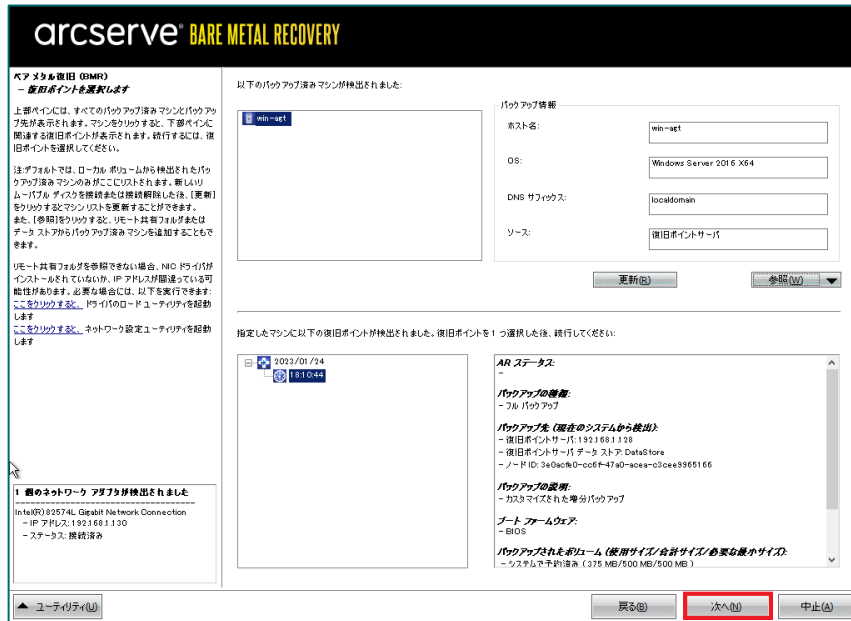 arcserve® BARE METAL RECOVERY
ベア メタル復旧 (BMR)
- 復旧ポイントを選択します
上部ペインには、すべてのバックアップ済みマシンとバックアッ
プ先が表示されます。マシンをクリックすると、下部ペインに
関連する復旧ポイントが表示されます。続行するには、復
旧ポイントを選択してください。
注:デフォルトでは、ローカル ボリュームから検出されたバッ
クアップ済みマシンのみがここにリストされます。新しいリ
ムーバブル ディスクを接続または接続解除した後、[更新]
をクリックするとマシン リストを更新することができます。
また、[参照]をクリックすると、リモート共有フォルダまたは
データ ストアからバックアップ済みマシンを追加することもで
きます。
リモート共有フォルダを参照できない場合、NIC ドライバが
インストールされていないか、IP アドレスが間違っている可
能性があります。必要な場合には、以下を実行できます:
ここをクリックすると、ドライバのロード ユーティリティを起動
します
ここをクリックすると、ネットワーク設定ユーティリティを起動
します
1 個のネットワーク アダプタが検出されました
Intel(R) 82574L Gigabit Network Connection
- IP アドレス: 192.168.1.130
- ステータス: 接続済み
以下のバックアップ済みマシンが検出されました:
win-agt
バックアップ情報
ホスト名:
win-agt
OS:
Windows Server 2016 X64
DNS サフィックス:
localdomain
ソース:
復旧ポイントサーバ
更新(R)
参照(W)
指定したマシンに以下の復旧ポイントが検出されました。復旧ポイントを 1 つ選択した後、続行してください:
2023/01/24
18:10:44
AR ステータス:
-
バックアップの種類:
- フル バックアップ
バックアップ先 (現在のシステムから検出):
- 復旧ポイントサーバ: 192.168.1.128
- 復旧ポイントサーバ データ ストア: DataStore
- ノード ID: 3e0acfe0-cc6f-47a0-acea-c3cee9965166
バックアップの説明:
- カスタマイズされた増分バックアップ
ブート ファームウェア:
- BIOS
バックアップされたボリューム (使用サイズ/合計サイズ/必要な最小サイズ):
- システムで予約済み ( 375 MB/500 MB/500 MB )
ユーティリティ(U)
戻る(B)
次へ(N)
中止(A)